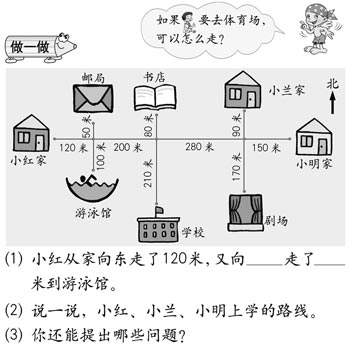 做一做
如果 要去体育场,
可以怎么走?
邮局
书店
小兰家
北
50米
80米
90米
小红家
120米
200米
280米
150米
小明家
100米
210米
170米
游泳馆
学校
剧场
(1) 小红从家向东走了120米,又向_____走了____
米到游泳馆。
(2) 说一说,小红、小兰、小明上学的路线。
(3) 你还能提出哪些问题?